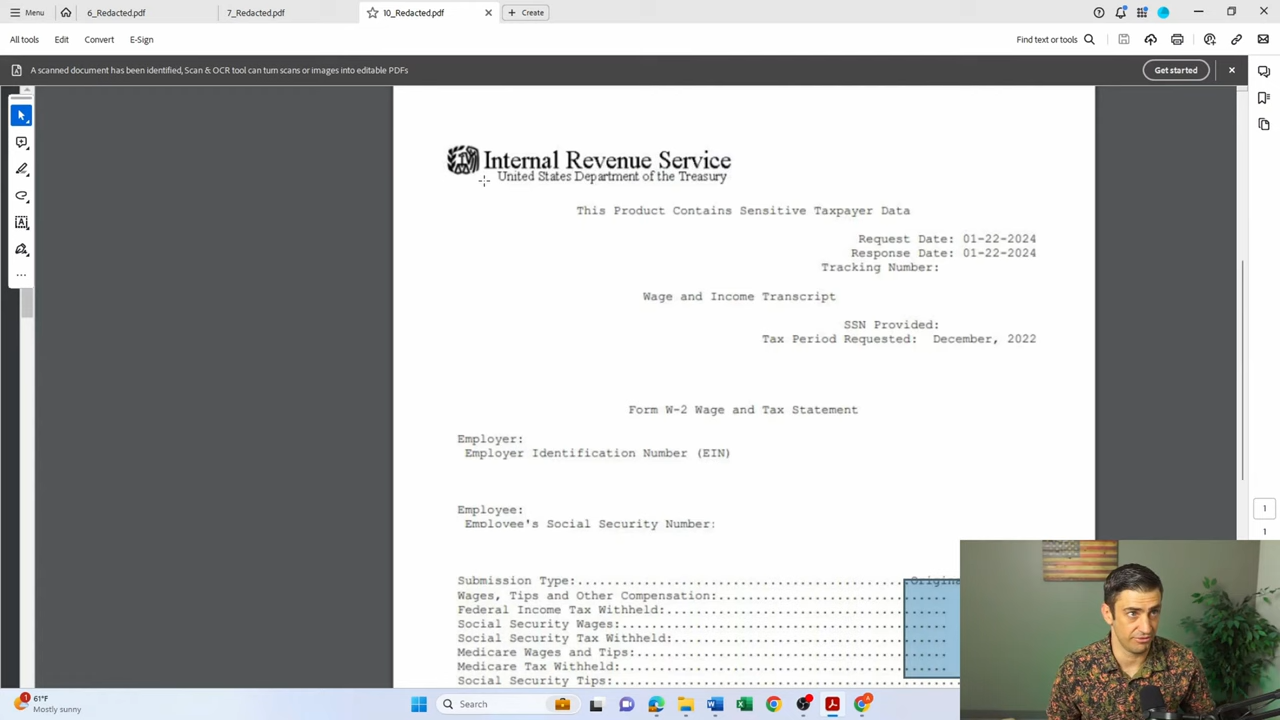 Menu
6_Redacted.pdf
7_Redacted.pdf
10_Redacted.pdf
+ Create
All tools
Edit
Convert
E-Sign
Find text or tools
A scanned document has been identified, Scan & OCR tool can turn scans or images into editable PDFs
Get started
Internal Revenue Service
United States Department of the Treasury
This Product Contains Sensitive Taxpayer Data
Request Date: 01-22-2024
Response Date: 01-22-2024
Tracking Number:
Wage and Income Transcript
SSN Provided:
Tax Period Requested: December, 2022
Form W-2 Wage and Tax Statement
Employer:
Employer Identification Number (EIN)
Employee:
Employee's Social Security Number:
Submission Type:
Wages, Tips and Other Compensation:
Federal Income Tax Withheld:
Social Security Wages:
Social Security Tax Withheld:
Medicare Wages and Tips:
Medicare Tax Withheld:
Social Security Tips:
1
1
1
61°F
Mostly sunny
Search